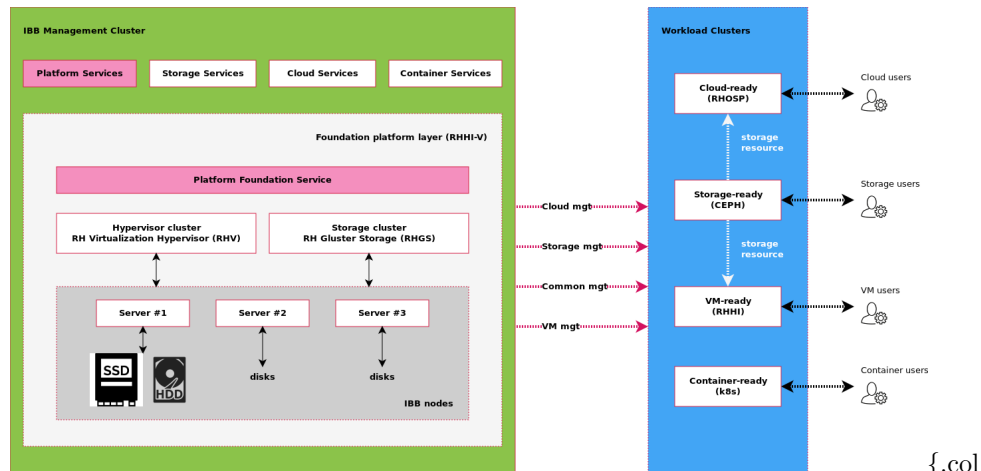 IBB Management Cluster
Platform Services
Storage Services
Cloud Services
Container Services
Foundation platform layer (RHHI-V)
Platform Foundation Service
Hypervisor cluster
RH Virtualization Hypervisor (RHV)
Storage cluster
RH Gluster Storage (RHGS)
Server #1
Server #2
Server #3
SSD
HDD
disks
disks
IBB nodes
Cloud mgt
Storage mgt
Common mgt
VM mgt
Workload Clusters
Cloud-ready
(RHOSP)
storage
resource
Storage-ready
(CEPH)
storage
resource
VM-ready
(RHHI)
Container-ready
(k8s)
Cloud users
Storage users
VM users
Container users
{.col